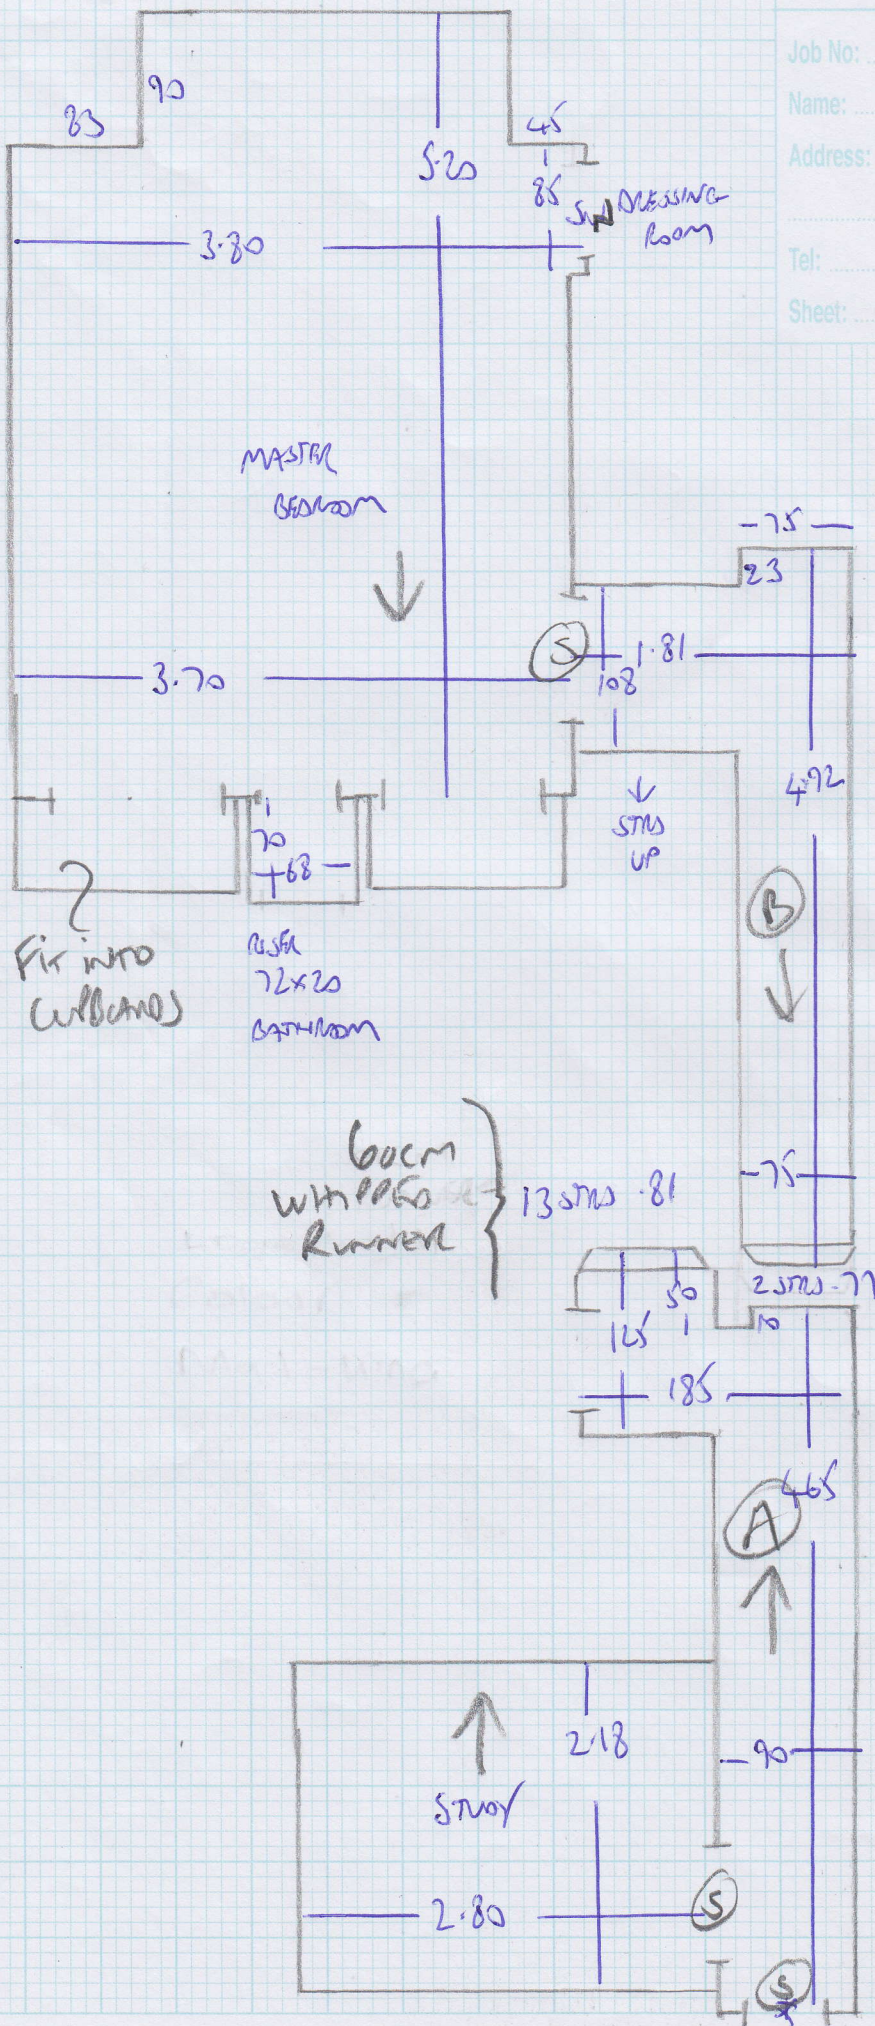 Job No:
Name:
Address:
Tel:
Sheet:
83
90
5.20
45
85
DRESSING
ROOM
3.80
MASTER
BEDROOM
75
23
S
1.81
108
3.70
4.92
STRS
UP
70
68
B
FIT INTO
CUPBOARDS
RISER
72x20
BATHROOM
60CM
WHIPPED
RUNNER
13 STRS .81
75
2 STRS .77
50
10
125
185
465
A
2.18
90
STUDY
2.80
S
S